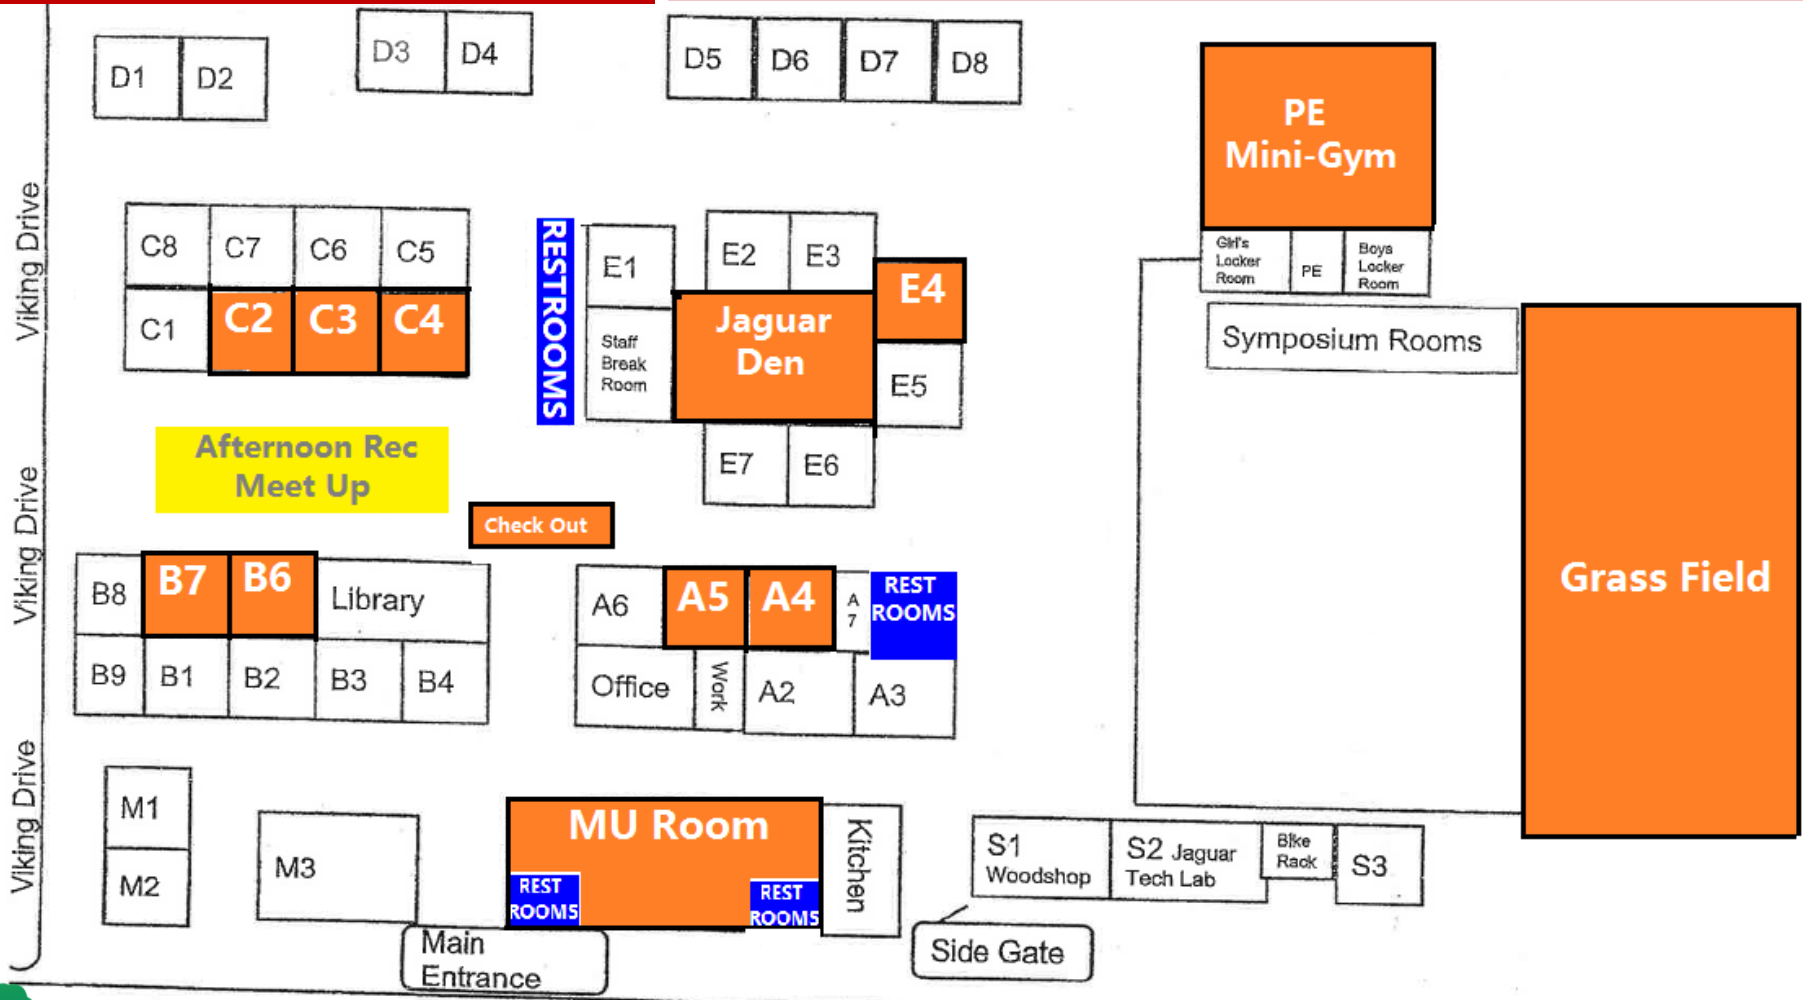 D1
D2
D3
D4
D5
D6
D7
D8
PE
Mini-Gym
Viking Drive
C8
C7
C6
C5
C1
C2
C3
C4
RESTROOMS
E1
Staff
Break
Room
E2
E3
E4
Jaguar
Den
E5
E7
E6
Girl's
Locker
Room
PE
Boys
Locker
Room
Symposium Rooms
Grass Field
Viking Drive
Afternoon Rec
Meet Up
Check Out
B8
B7
B6
Library
B9
B1
B2
B3
B4
A6
A5
A4
A
7
REST
ROOMS
Office
Work
A2
A3
Viking Drive
M1
M2
M3
MU Room
REST
ROOMS
REST
ROOMS
Kitchen
Main
Entrance
S1
Woodshop
S2 Jaguar
Tech Lab
Bike
Rack
S3
Side Gate